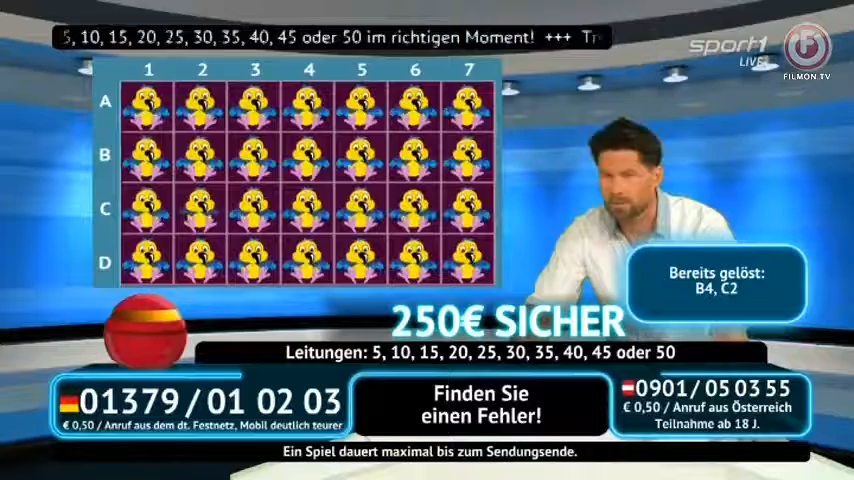 5, 10, 15, 20, 25, 30, 35, 40, 45 oder 50 im richtigen Moment! +++
sport1
LIVE
FILMON.TV
1 2 3 4 5 6 7
A
B
C
D
Bereits gelöst:
B4, C2
250€ SICHER
Leitungen: 5, 10, 15, 20, 25, 30, 35, 40, 45 oder 50
01379 / 01 02 03
€ 0,50 / Anruf aus dem dt. Festnetz, Mobil deutlich teurer
Finden Sie
einen Fehler!
0901 / 05 03 55
€ 0,50 / Anruf aus Österreich
Teilnahme ab 18 J.
Ein Spiel dauert maximal bis zum Sendungsende.